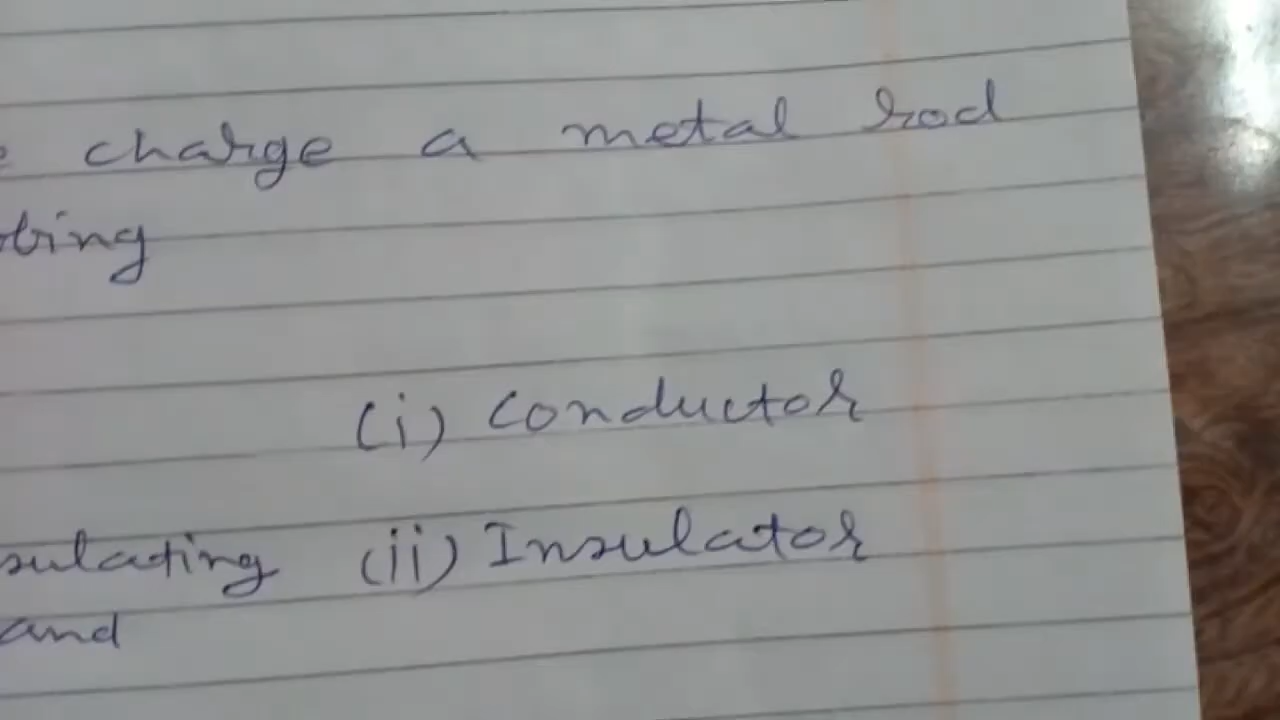 charge a metal rod
(i) Conductor
(ii) Insulator
and